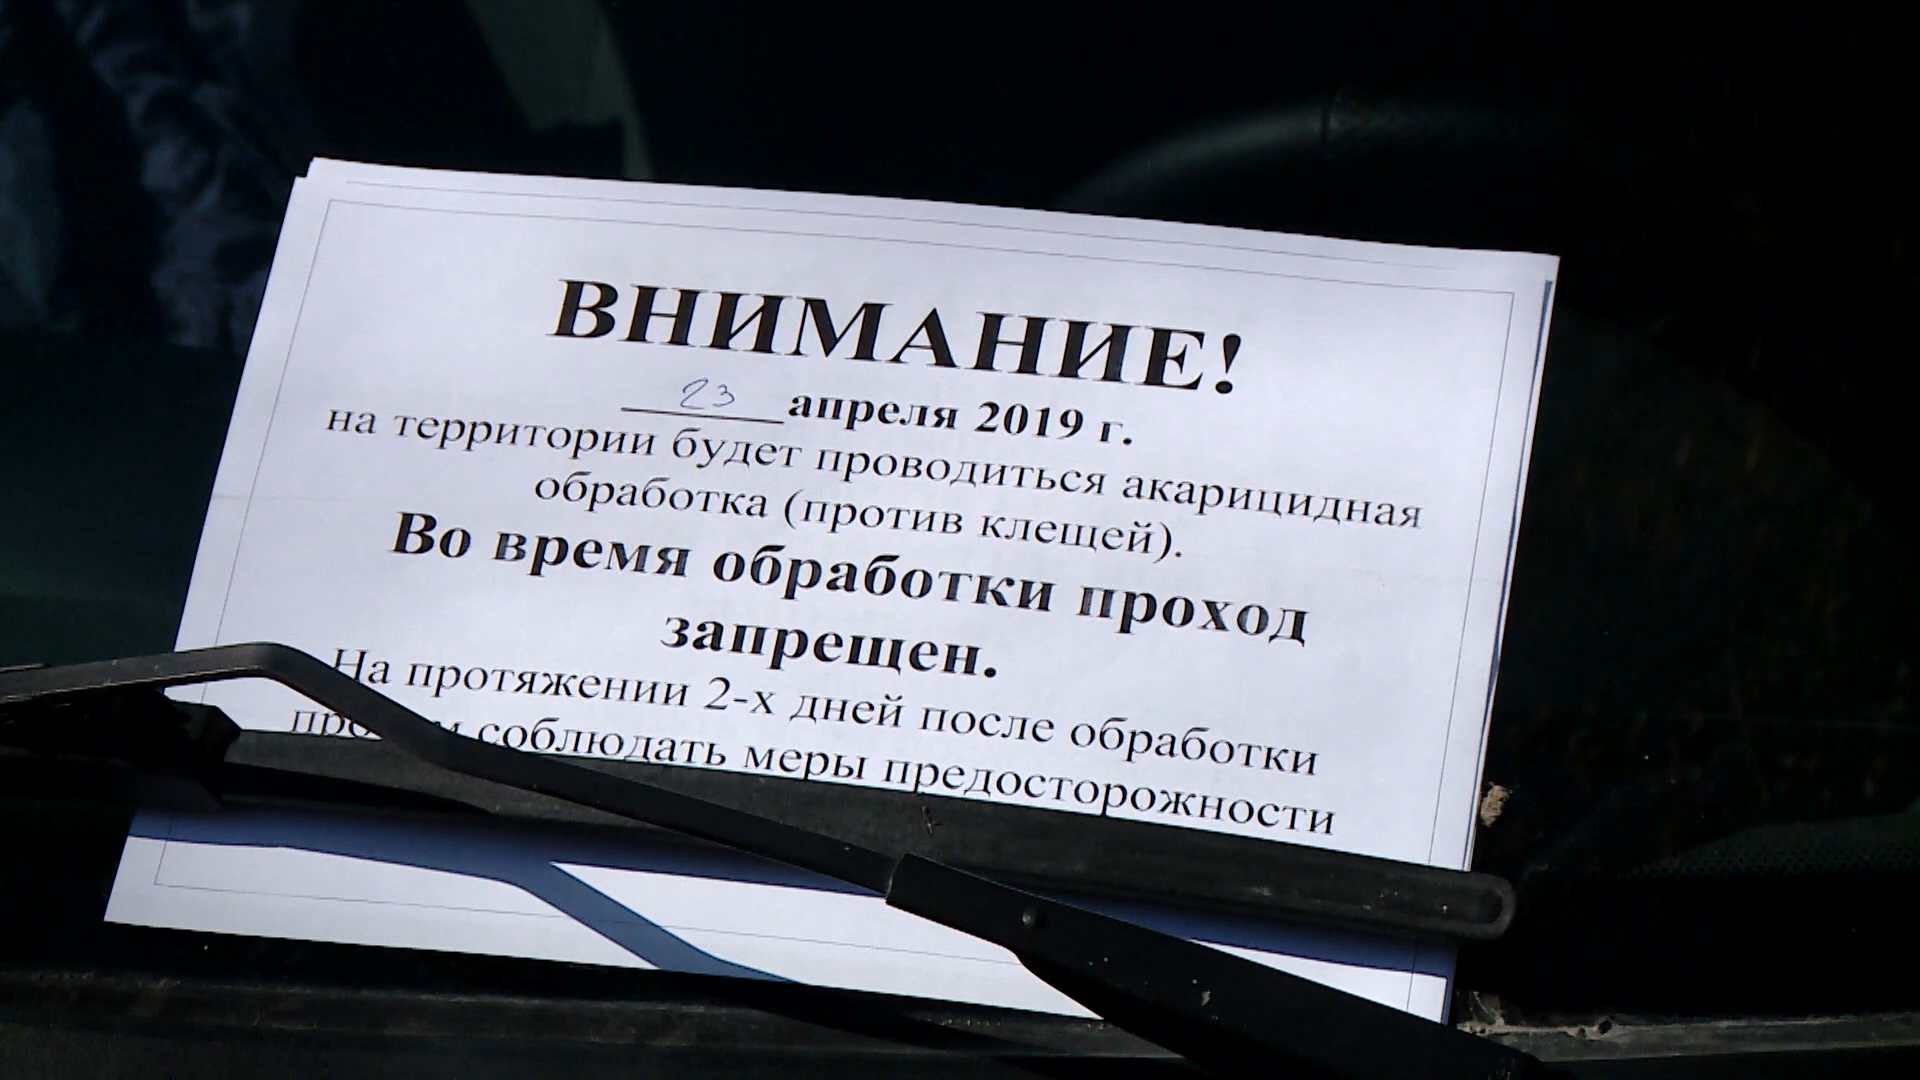 ВНИМАНИЕ!
23 апреля 2019 г.
на территории будет проводиться акарицидная
обработка (против клещей).
Во время обработки проход
запрещен.
На протяжении 2-х дней после обработки
соблюдать меры предосторожности